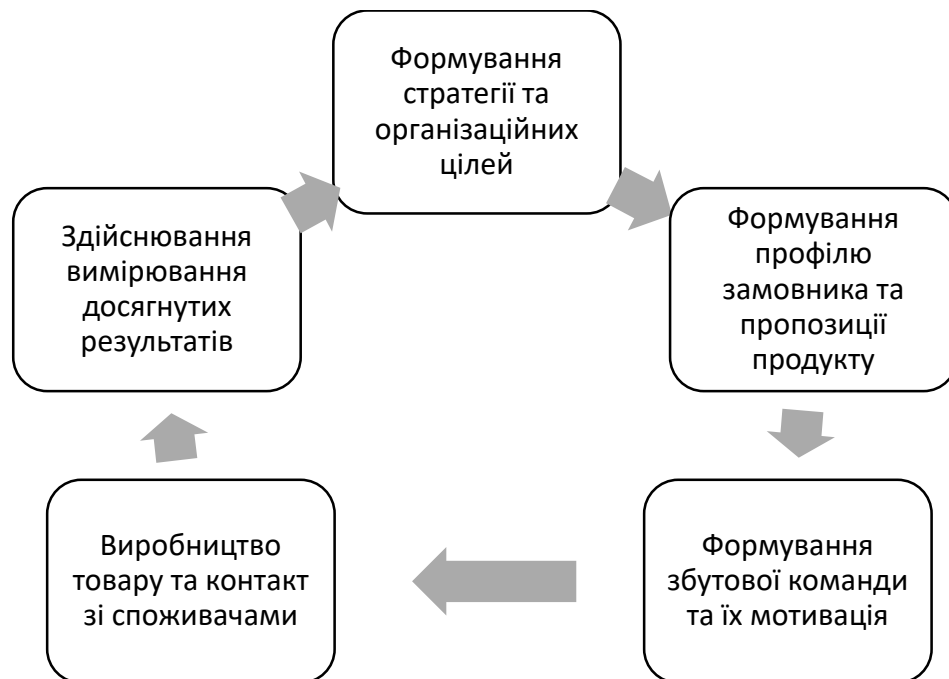 Формування
стратегії та
організаційних
цілей
Формування
профілю
замовника та
пропозиції
продукту
Формування
збутової команди
та їх мотивація
Виробництво
товару та контакт
зі споживачами
Здійснювання
вимірювання
досягнутих
результатів